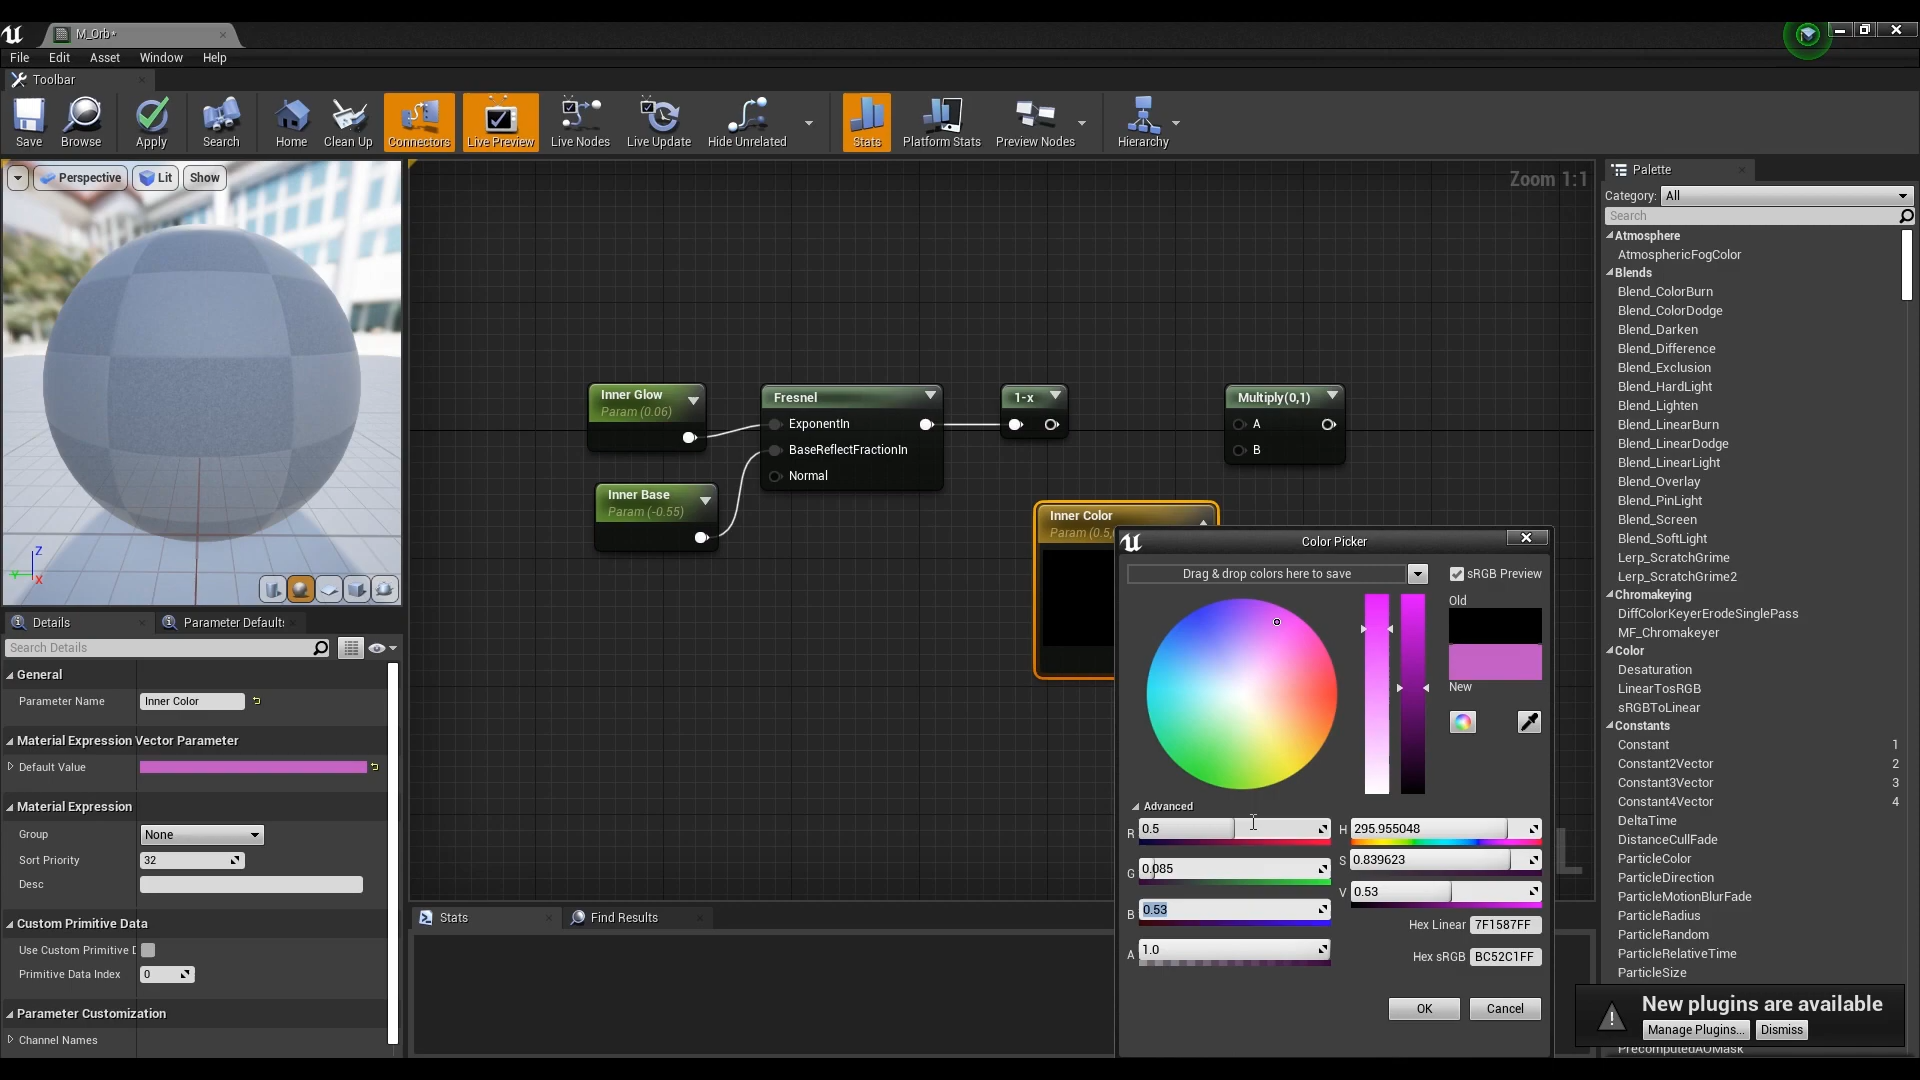 M_Orb*
File Edit Asset Window Help
Toolbar
Save Browse Apply Search Home Clean Up Connectors Live Preview Live Nodes Live Update Hide Unrelated Stats Platform Stats Preview Nodes Hierarchy
Perspective Lit Show
Zoom 1:1
Inner Glow
Param (0.06)
Inner Base
Param (-0.55)
Fresnel
ExponentIn
BaseReflectFractionIn
Normal
1-x
Multiply(0,1)
A
B
Inner Color
Z
Y
X
Details Parameter Defaults
Search Details
General
Parameter Name Inner Color
Material Expression Vector Parameter
Default Value
Material Expression
Group None
Sort Priority 32
Desc
Custom Primitive Data
Use Custom Primitive D
Primitive Data Index 0
Parameter Customization
Channel Names
Stats Find Results
Color Picker
Drag & drop colors here to save
sRGB Preview
Old
New
Advanced
R 0.5
G 0.085
B 0.53
A 1.0
H 295.955048
S 0.839623
V 0.53
Hex Linear 7F1587FF
Hex sRGB BC52C1FF
OK Cancel
Palette
Category: All
Search
Atmosphere
AtmosphericFogColor
Blends
Blend_ColorBurn
Blend_ColorDodge
Blend_Darken
Blend_Difference
Blend_Exclusion
Blend_HardLight
Blend_Lighten
Blend_LinearBurn
Blend_LinearDodge
Blend_LinearLight
Blend_Overlay
Blend_PinLight
Blend_Screen
Blend_SoftLight
Lerp_ScratchGrime
Lerp_ScratchGrime2
Chromakeying
DiffColorKeyerErodeSinglePass
MF_Chromakeyer
Color
Desaturation
LinearTosRGB
sRGBToLinear
Constants
Constant 1
Constant2Vector 2
Constant3Vector 3
Constant4Vector 4
DeltaTime
DistanceCullFade
ParticleColor
ParticleDirection
ParticleMotionBlurFade
ParticleRadius
ParticleRandom
ParticleRelativeTime
ParticleSize
New plugins are available
Manage Plugins... Dismiss
PrecomputedAOMask